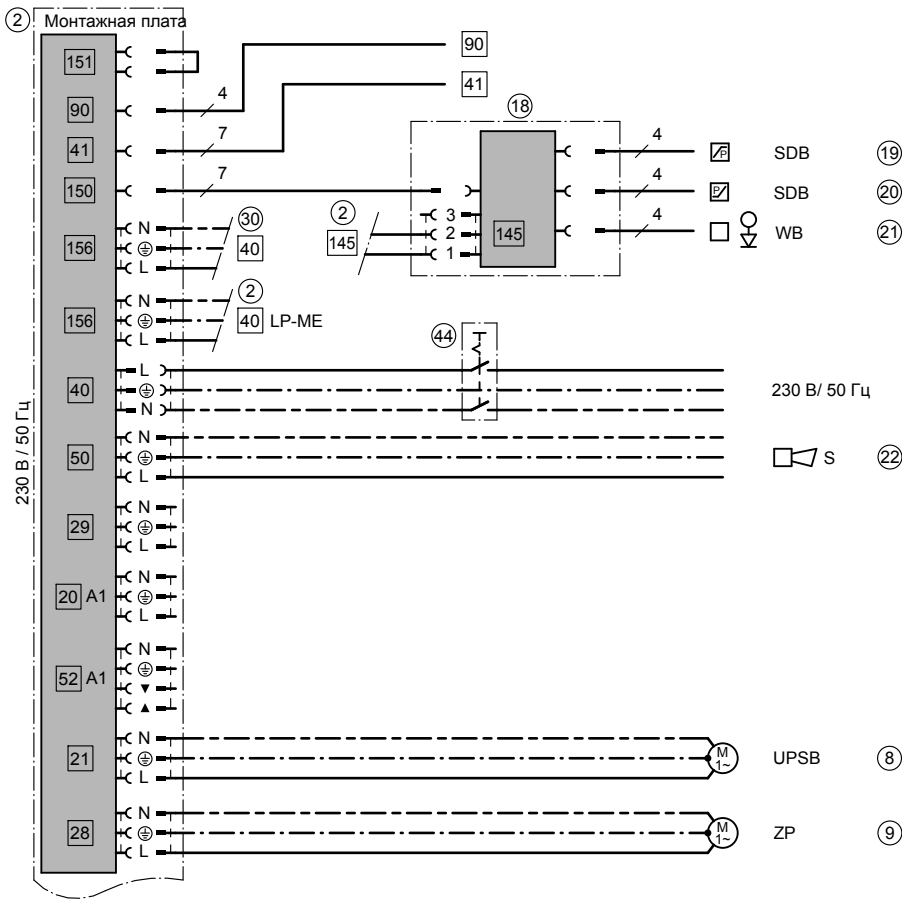 2 Монтажная плата
151
90
90
4
41
41
7
18
150
7
4
P SDB 19
4
P SDB 20
4
WB 21
2
145
3
2
1
145
156
N
L
30
40
156
N
L
2
40 LP-ME
44
40
L
N
230 В/ 50 Гц
50
N
L
S 22
230 В / 50 Гц
29
N
L
20 A1
N
L
52 A1
N
▼
▲
21
N
L
M
1~
UPSB 8
28
N
L
M
1~
ZP 9